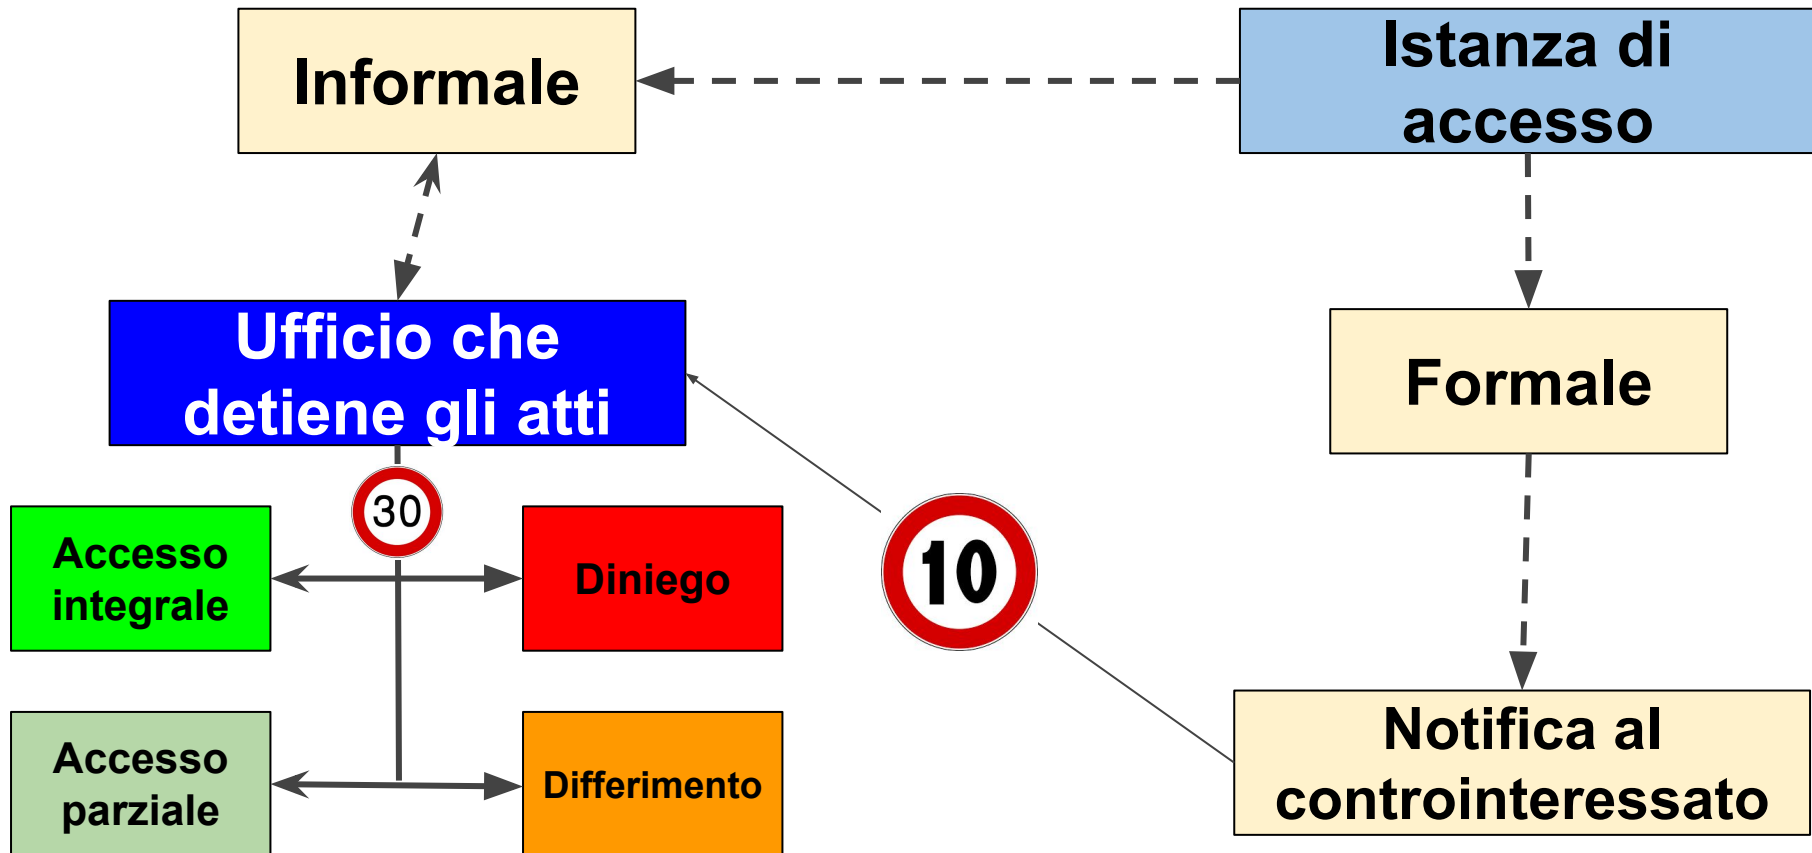 Informale
Istanza di
accesso
Ufficio che
detiene gli atti
Formale
30
10
Accesso
integrale
Diniego
Accesso
parziale
Differimento
Notifica al
controinteressato